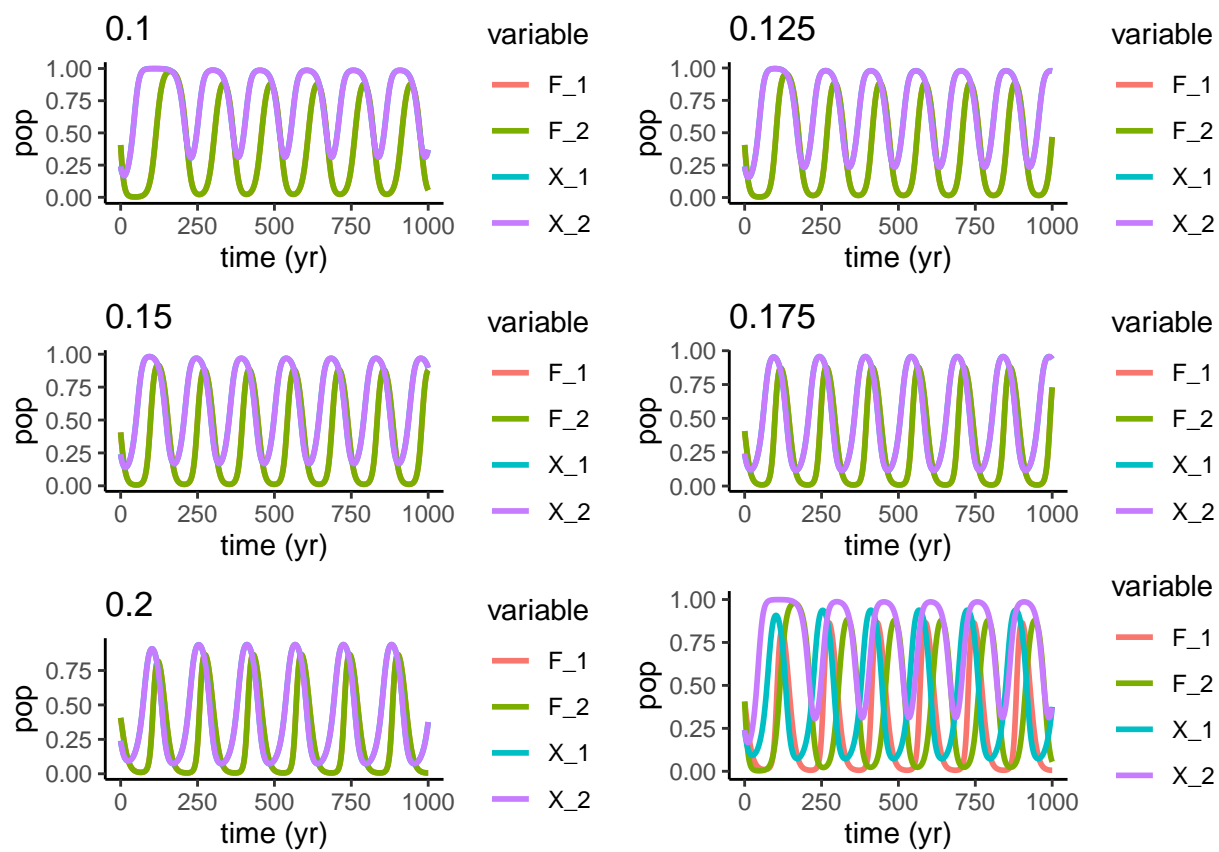 0.1
variable
pop
1.00
0.75
0.50
0.25
0.00
F_1
F_2
X_1
X_2
0 250 500 750 1000
time (yr)
0.125
variable
pop
1.00
0.75
0.50
0.25
0.00
F_1
F_2
X_1
X_2
0 250 500 750 1000
time (yr)
0.15
variable
pop
1.00
0.75
0.50
0.25
0.00
F_1
F_2
X_1
X_2
0 250 500 750 1000
time (yr)
0.175
variable
pop
1.00
0.75
0.50
0.25
0.00
F_1
F_2
X_1
X_2
0 250 500 750 1000
time (yr)
0.2
variable
pop
0.75
0.50
0.25
0.00
F_1
F_2
X_1
X_2
0 250 500 750 1000
time (yr)
variable
pop
1.00
0.75
0.50
0.25
0.00
F_1
F_2
X_1
X_2
0 250 500 750 1000
time (yr)